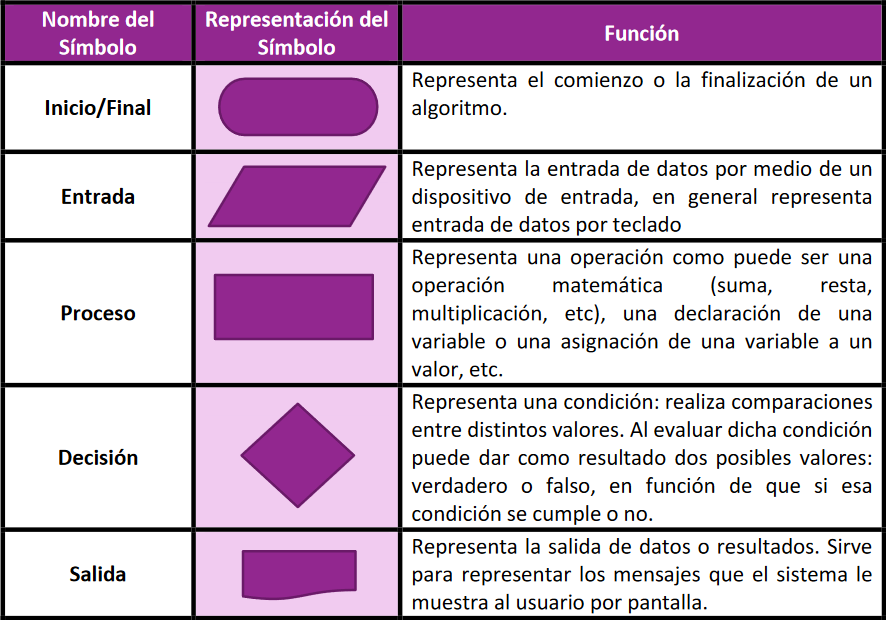 Nombre del
Símbolo
Representación del
Símbolo
Función
Inicio/Final
Representa el comienzo o la finalización de un
algoritmo.
Entrada
Representa la entrada de datos por medio de un
dispositivo de entrada, en general representa
entrada de datos por teclado
Proceso
Representa una operación como puede ser una
operación matemática (suma, resta,
multiplicación, etc), una declaración de una
variable o una asignación de una variable a un
valor, etc.
Decisión
Representa una condición: realiza comparaciones
entre distintos valores. Al evaluar dicha condición
puede dar como resultado dos posibles valores:
verdadero o falso, en función de que si esa
condición se cumple o no.
Salida
Representa la salida de datos o resultados. Sirve
para representar los mensajes que el sistema le
muestra al usuario por pantalla.